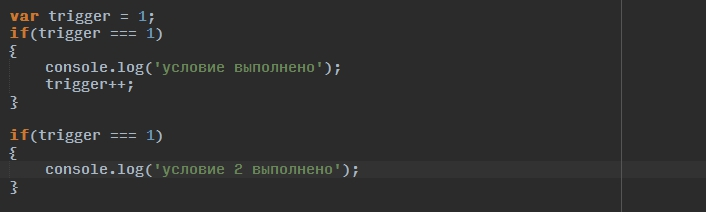 var trigger = 1;
if(trigger === 1)
{
    console.log('условие выполнено');
    trigger++;
}

if(trigger === 1)
{
    console.log('условие 2 выполнено');
}